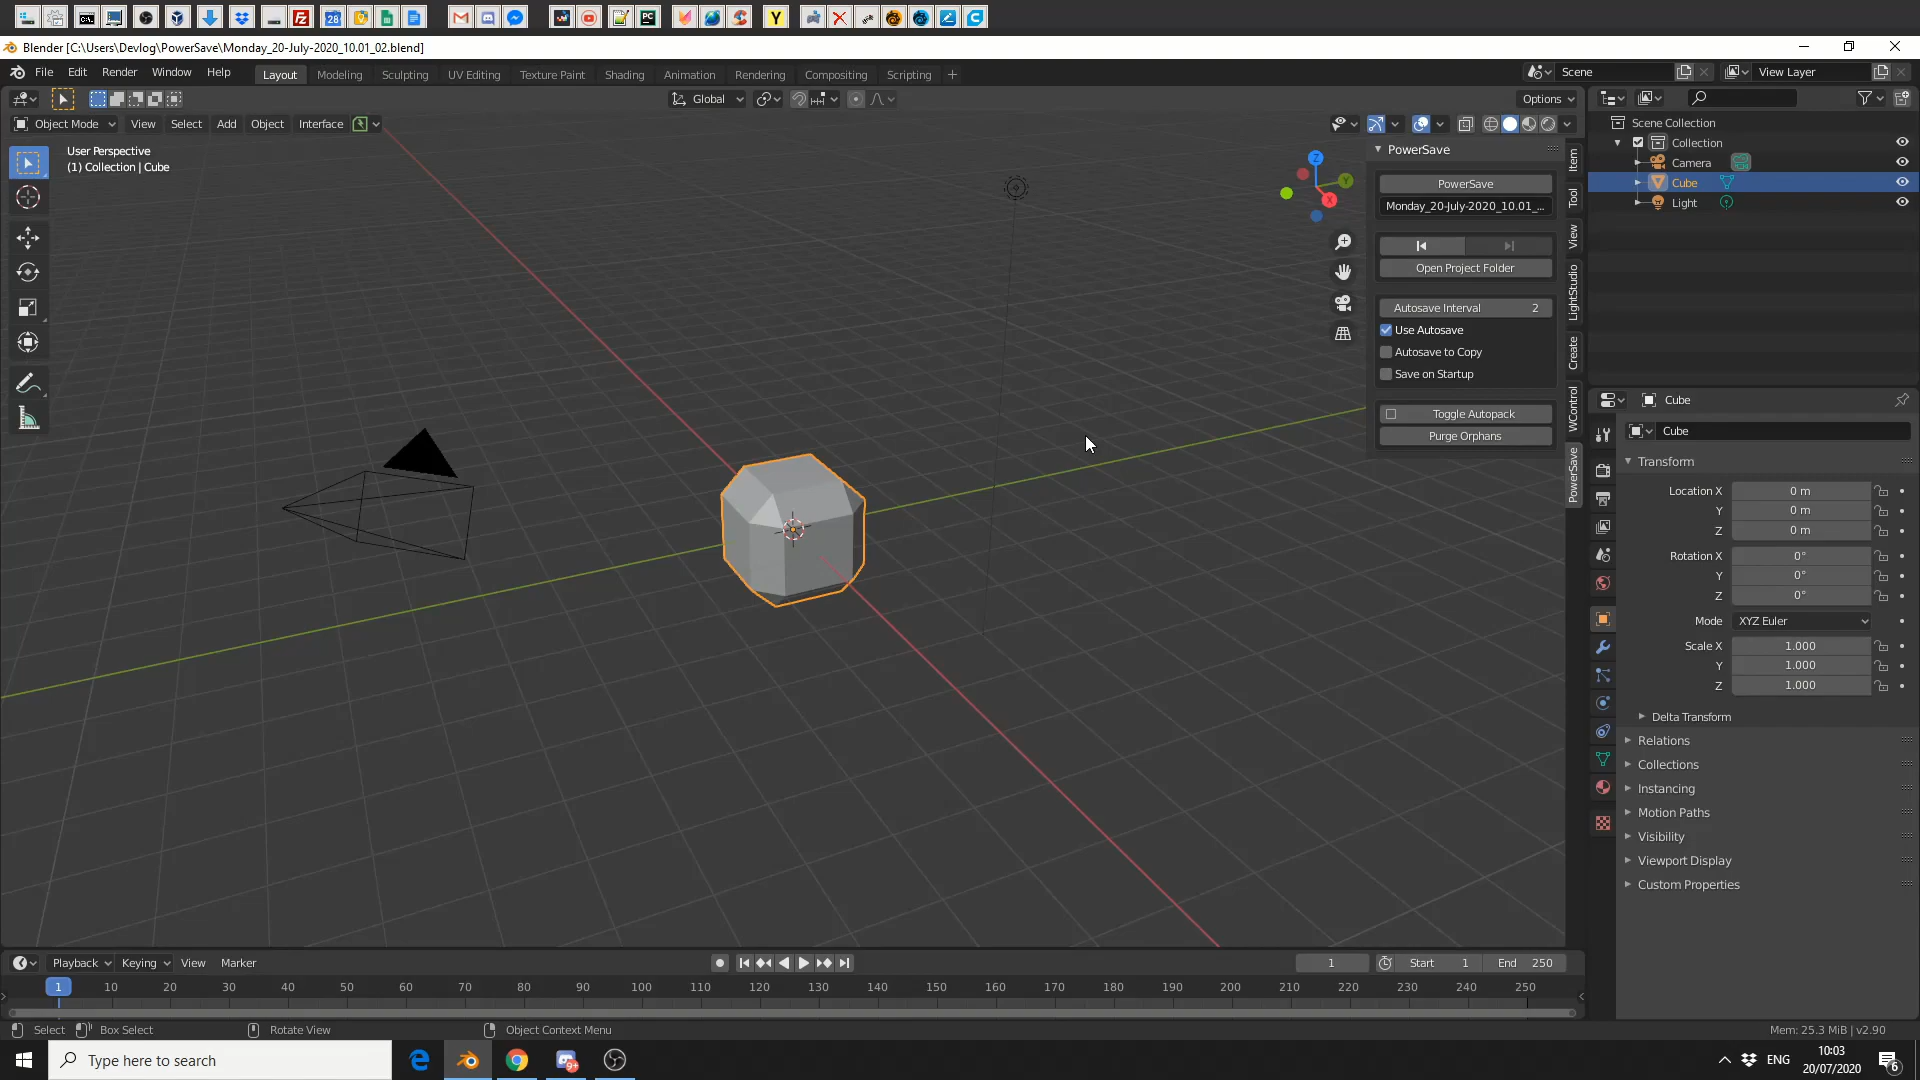 28
Y
Blender [C:\Users\Devlog\PowerSave\Monday_20-July-2020_10.01_02.blend]
File Edit Render Window Help
Layout Modeling Sculpting UV Editing Texture Paint Shading Animation Rendering Compositing Scripting +
Scene
View Layer
Global
Options
Object Mode View Select Add Object Interface
User Perspective
(1) Collection | Cube
Z
Y
X
PowerSave
PowerSave
Monday_20-July-2020_10.01_...
Open Project Folder
Autosave Interval 2
Use Autosave
Autosave to Copy
Save on Startup
Toggle Autopack
Purge Orphans
Item
Tool
View
LightStudio
Create
WControl
PowerSave
Scene Collection
Collection
Camera
Cube
Light
Cube
Cube
Transform
Location X 0 m
Y 0 m
Z 0 m
Rotation X 0°
Y 0°
Z 0°
Mode XYZ Euler
Scale X 1.000
Y 1.000
Z 1.000
Delta Transform
Relations
Collections
Instancing
Motion Paths
Visibility
Viewport Display
Custom Properties
Playback Keying View Marker
1
Start 1 End 250
1 10 20 30 40 50 60 70 80 90 100 110 120 130 140 150 160 170 180 190 200 210 220 230 240 250
Select Box Select Rotate View Object Context Menu
Mem: 25.3 MiB | v2.90
Type here to search
9+
ENG
10:03
20/07/2020
6